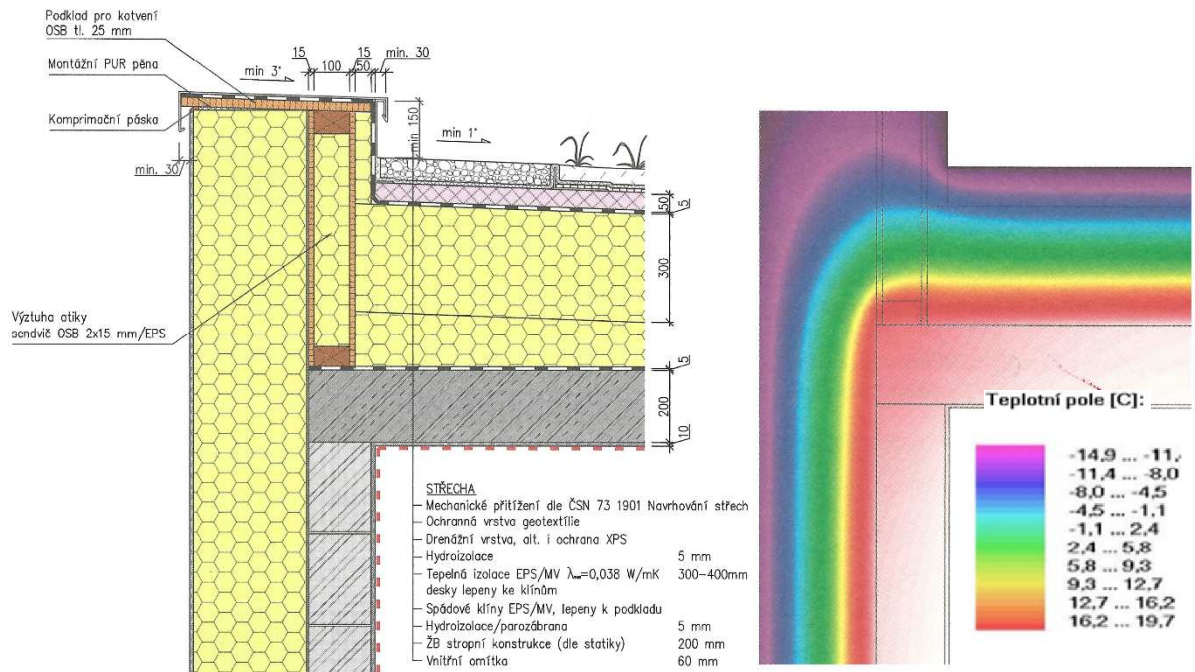 Podklad pro kotvení
OSB tl. 25 mm
Montážní PUR pěna
Komprimační páska
min. 30
min 3°
15
100
15
50
min. 30
min 150
min 1°
50
5
300
5
200
10
Výztuha atiky
sendvič OSB 2x15 mm/EPS
STŘECHA
Mechanické přitížení dle ČSN 73 1901 Navrhování střech
Ochranná vrstva geotextílie
Drenážní vrstva, alt. i ochrana XPS
Hydroizolace 5 mm
Tepelná izolace EPS/MV λ =0,038 W/mK 300-400mm
desky lepeny ke klínům
Spádové klíny EPS/MV, lepeny k podkladu
Hydroizolace/parozábrana 5 mm
ŽB stropní konstrukce (dle statiky) 200 mm
Vnitřní omítka 60 mm
Teplotní pole [C]:
-14,9 ... -11,
-11,4 ... -8,0
-8,0 ... -4,5
-4,5 ... -1,1
-1,1 ... 2,4
2,4 ... 5,8
5,8 ... 9,3
9,3 ... 12,7
12,7 ... 16,2
16,2 ... 19,7